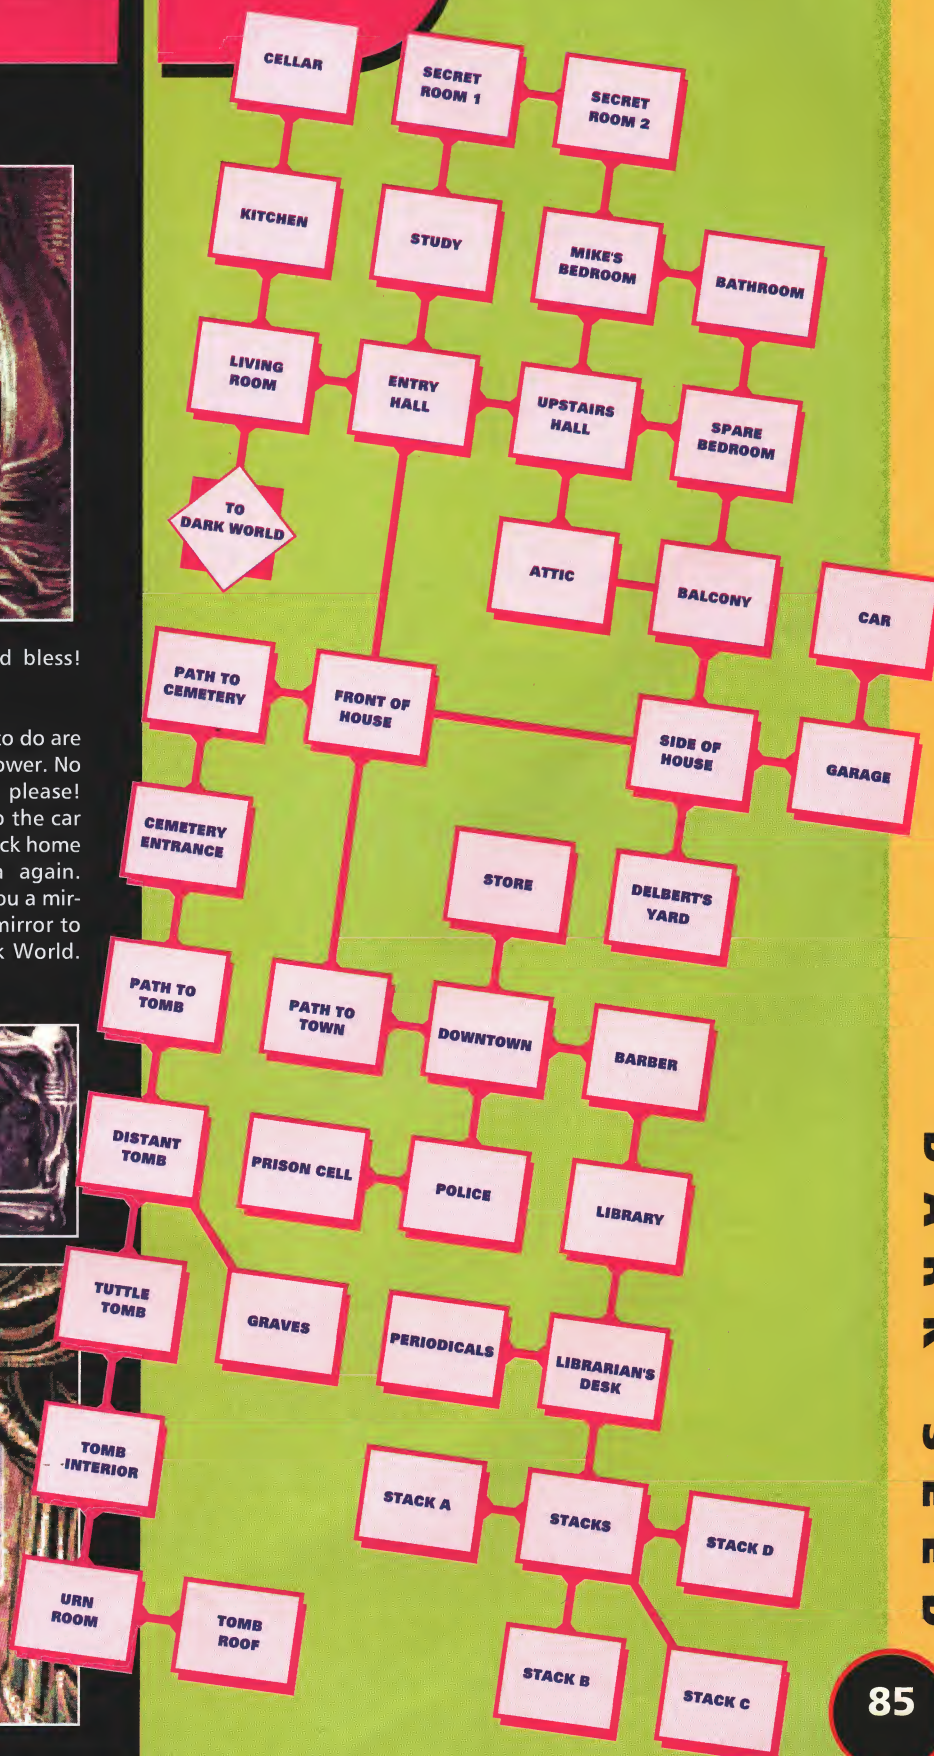 CELLAR
SECRET
ROOM 1
SECRET
ROOM 2
KITCHEN
STUDY
MIKE'S
BEDROOM
BATHROOM
LIVING
ROOM
ENTRY
HALL
UPSTAIRS
HALL
SPARE
BEDROOM
TO
DARK WORLD
ATTIC
BALCONY
CAR
d bless!
PATH TO
CEMETERY
FRONT OF
HOUSE
SIDE OF
HOUSE
GARAGE
to do are
ower. No
please!
o the car
ck home
again.
ou a mir-
mirror to
k World.
CEMETERY
ENTRANCE
STORE
DELBERT'S
YARD
PATH TO
TOMB
PATH TO
TOWN
DOWNTOWN
BARBER
DISTANT
TOMB
PRISON CELL
POLICE
LIBRARY
TUTTLE
TOMB
GRAVES
PERIODICALS
LIBRARIAN'S
DESK
TOMB
INTERIOR
STACK A
STACKS
STACK D
URN
ROOM
TOMB
ROOF
STACK B
STACK C
DARK SEED
85